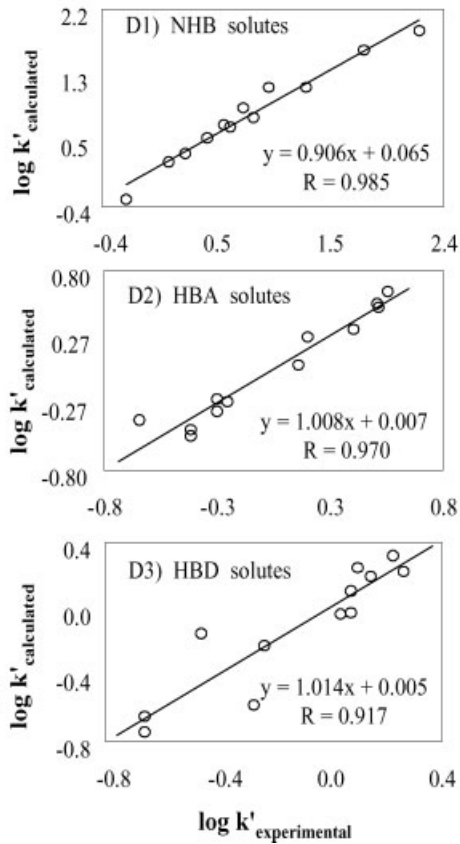 2.2
D1) NHB solutes
1.3
log k'calculated
0.5
y = 0.906x + 0.065
R = 0.985
-0.4
-0.4 0.5 1.5 2.4
0.80
D2) HBA solutes
0.27
log k'calculated
-0.27
y = 1.008x + 0.007
R = 0.970
-0.80
-0.8 -0.3 0.3 0.8
0.4
D3) HBD solutes
0.0
log k'calculated
-0.4
y = 1.014x + 0.005
R = 0.917
-0.8
-0.8 -0.4 0.0 0.4
log k'experimental